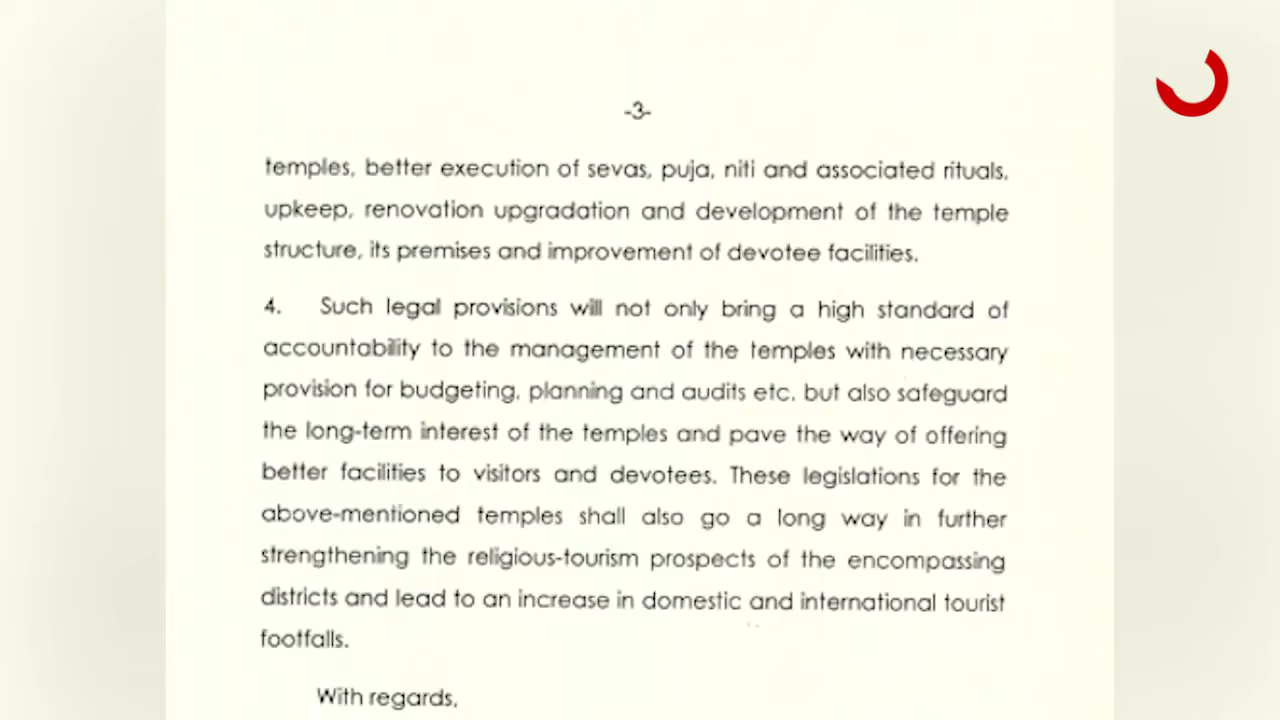 -3-
temples, better execution of sevas, puja, niti and associated rituals,
upkeep, renovation upgradation and development of the temple
structure, its premises and improvement of devotee facilities.
4. Such legal provisions will not only bring a high standard of
accountability to the management of the temples with necessary
provision for budgeting, planning and audits etc. but also safeguard
the long-term interest of the temples and pave the way of offering
better facilities to visitors and devotees. These legislations for the
above-mentioned temples shall also go a long way in further
strengthening the religious-tourism prospects of the encompassing
districts and lead to an increase in domestic and international tourist
footfalls.
With regards,